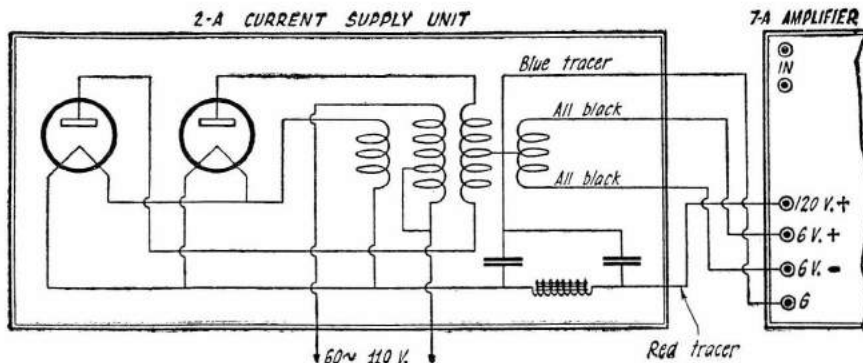 2-A CURRENT SUPPLY UNIT
7-A AMPLIFIER
IN
Blue tracer
All black
All black
120 V. +
6 V. +
6 V. -
G
60~ 110 V.
Red tracer